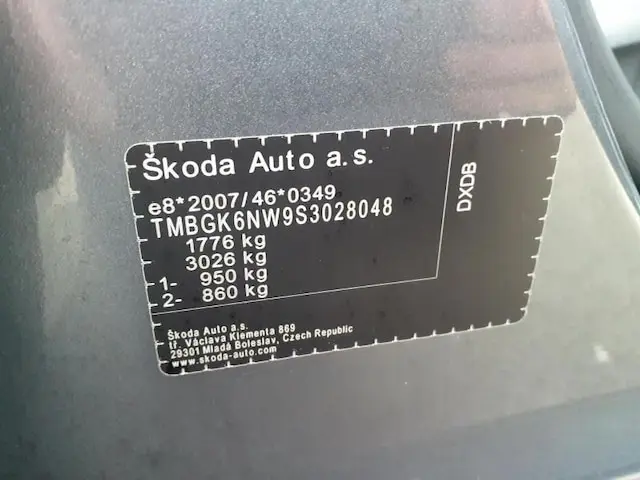 Škoda Auto a.s.
e8*2007/46*0349
TMBGK6NW9S3028048
1776 kg
3026 kg
1- 950 kg
2- 860 kg
DXDB
Škoda Auto a.s.
tř. Václava Klementa 869
29301 Mladá Boleslav, Czech Republic
www.skoda-auto.com